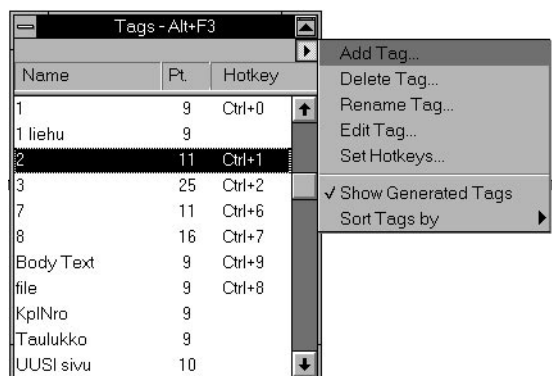 Tags - Alt+F3
Name Pt. Hotkey
1 9 Ctrl+0
1 liehu 9
2 11 Ctrl+1
3 25 Ctrl+2
7 11 Ctrl+6
8 16 Ctrl+7
Body Text 9 Ctrl+9
file 9 Ctrl+8
KplNro 9
Taulukko 9
UUSI sivu 10
Add Tag...
Delete Tag...
Rename Tag...
Edit Tag...
Set Hotkeys...
✓ Show Generated Tags
Sort Tags by